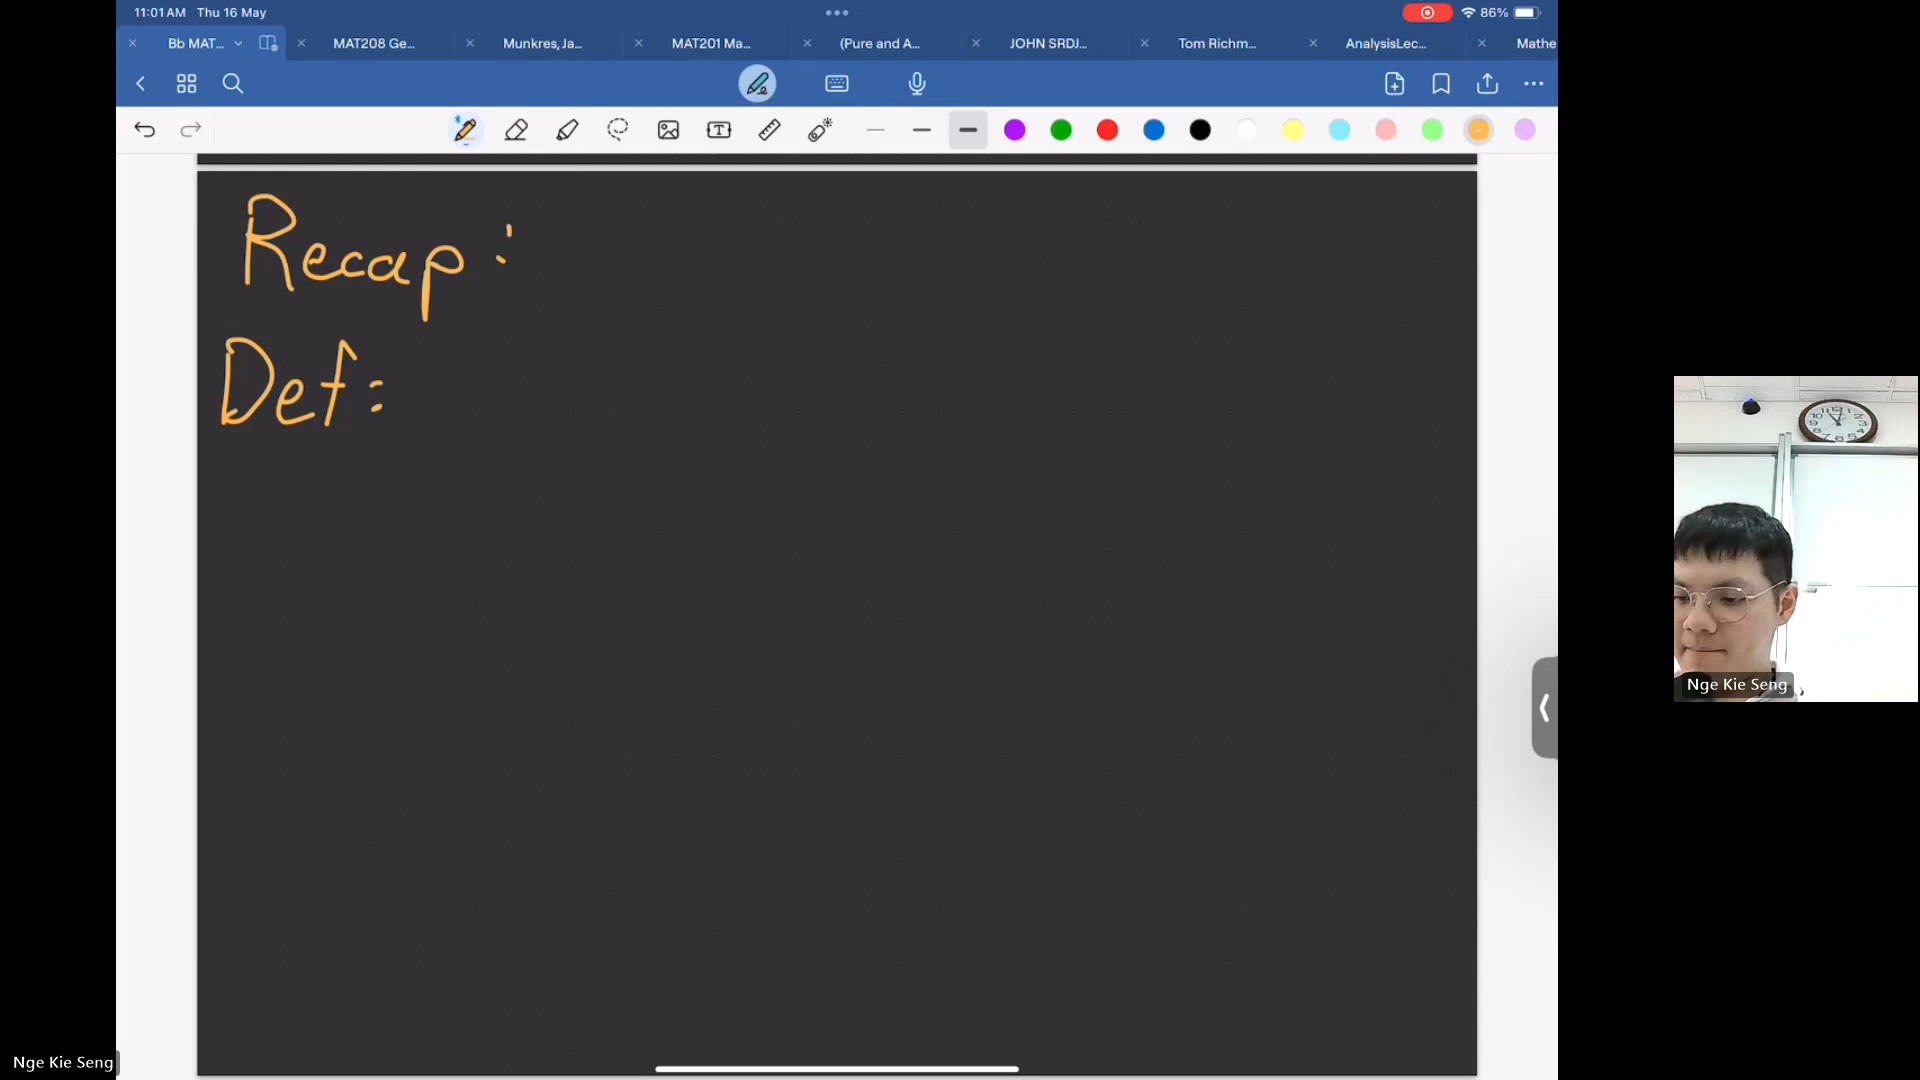 11:01 AM Thu 16 May
86%
Bb MAT...
MAT208 Ge...
Munkres, Ja...
MAT201 Ma...
(Pure and A...
JOHN SRDJ...
Tom Richm...
AnalysisLec...
Mathe
Recap:
Def:
Nge Kie Seng
Nge Kie Seng